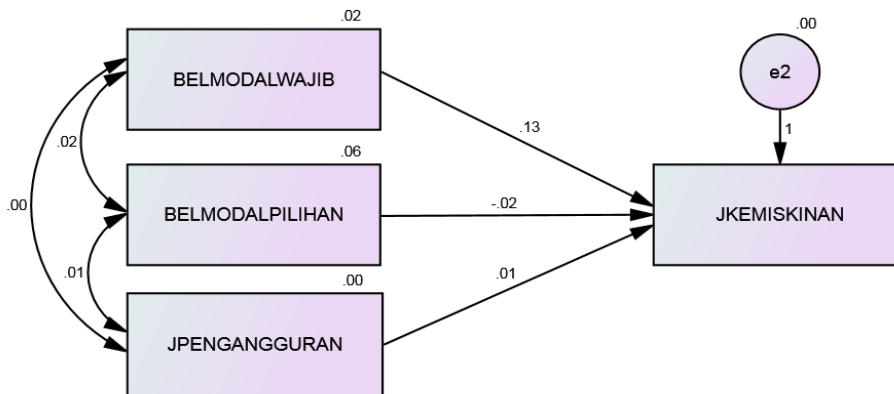 .02
.00
BELMODALWAJIB
e2
.13
1
.02
.06
BELMODALPILIHAN
-.02
JKEMISKINAN
.00
.01
.01
.00
JPENGANGGURAN